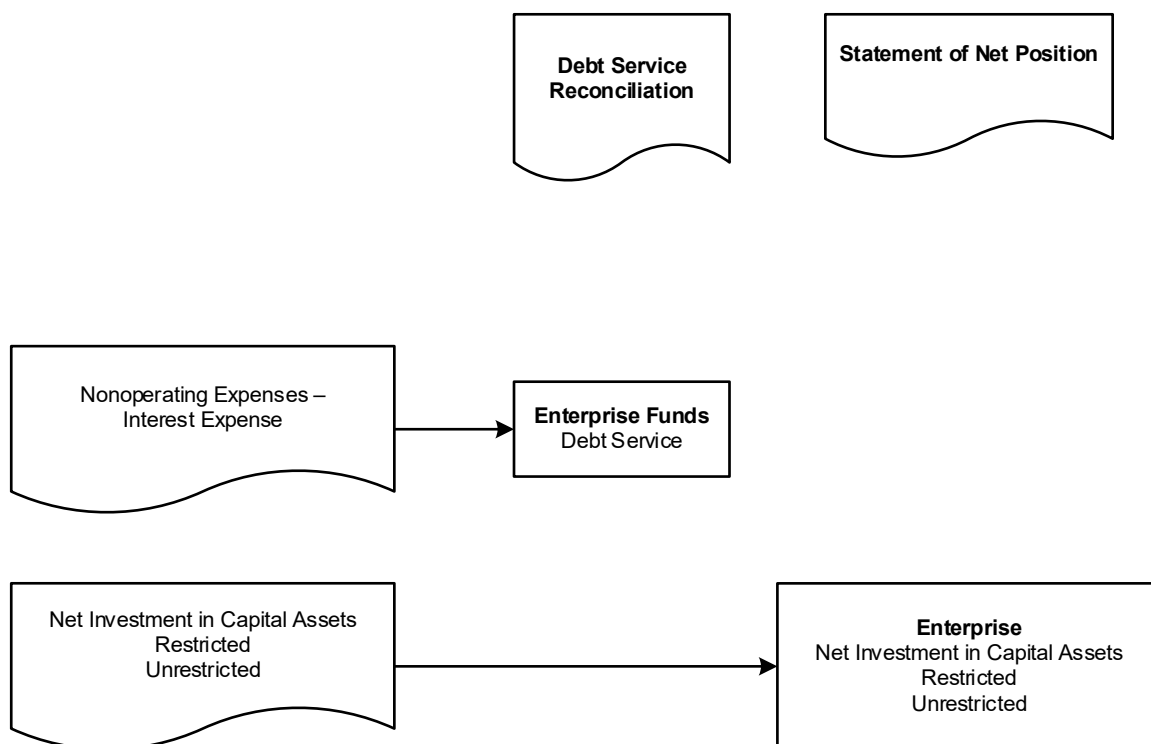 Debt Service
Reconciliation
Statement of Net Position
Nonoperating Expenses –
Interest Expense
Enterprise Funds
Debt Service
Net Investment in Capital Assets
Restricted
Unrestricted
Enterprise
Net Investment in Capital Assets
Restricted
Unrestricted